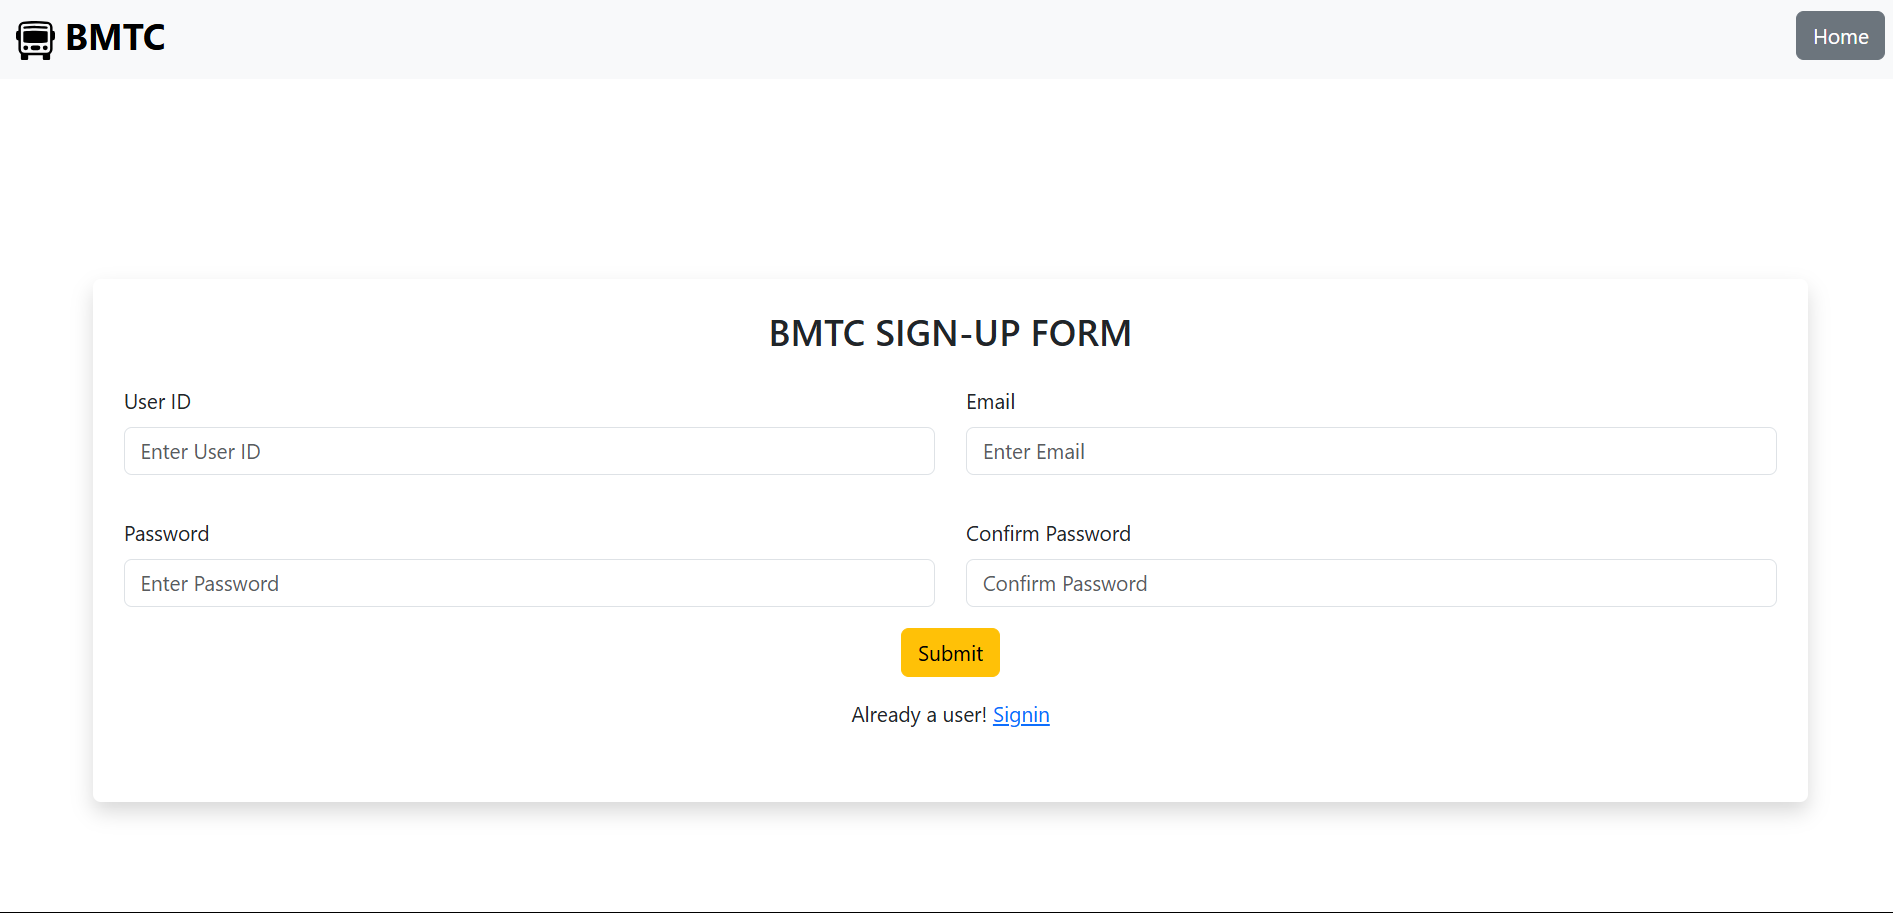 BMTC
Home
BMTC SIGN-UP FORM
User ID
Email
Enter User ID
Enter Email
Password
Confirm Password
Enter Password
Confirm Password
Submit
Already a user! Signin